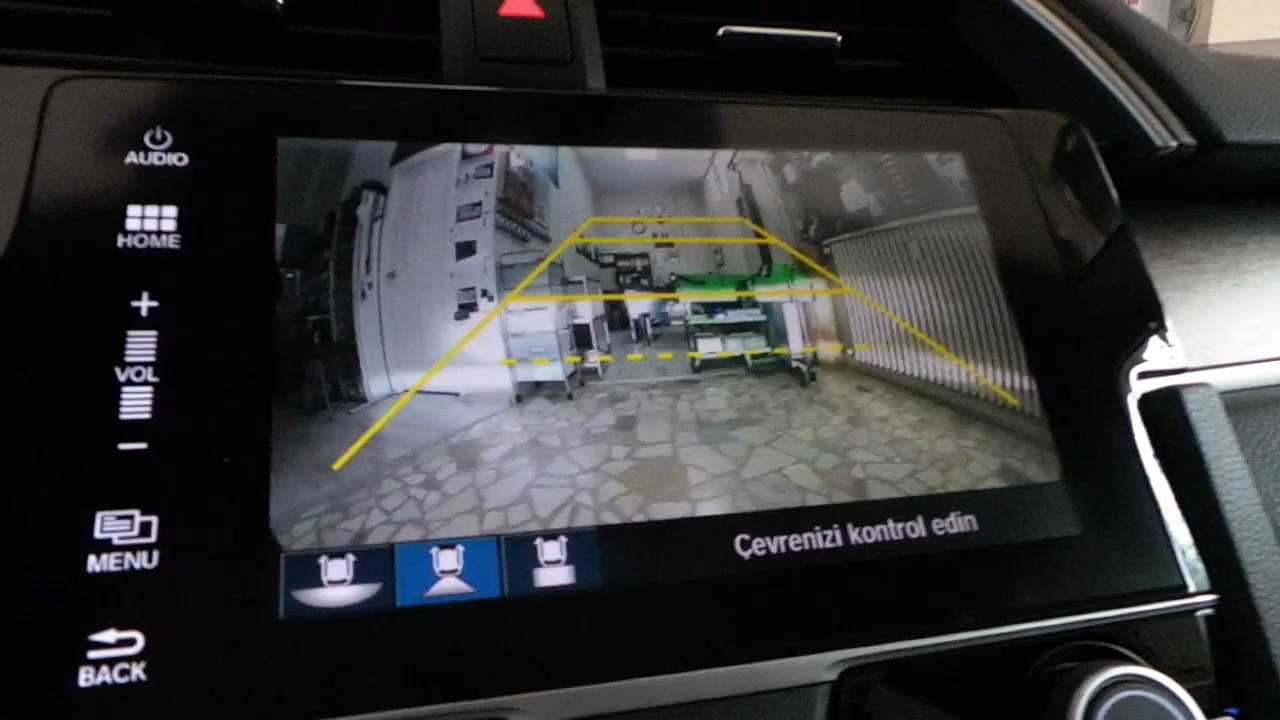 AUDIO
HOME
+
VOL
−
MENU
BACK
Çevrenizi kontrol edin